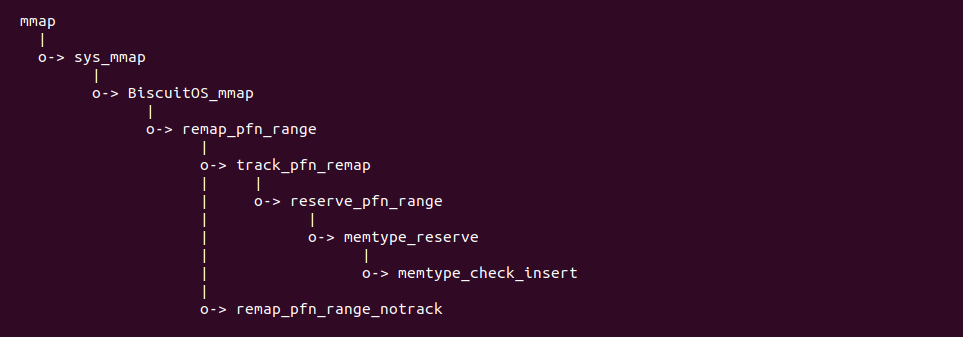 mmap
  |
  o-> sys_mmap
        |
        o-> BiscuitOS_mmap
              |
              o-> remap_pfn_range
                    |
                    o-> track_pfn_remap
                    |     |
                    |     o-> reserve_pfn_range
                    |           |
                    |           o-> memtype_reserve
                    |                 |
                    |                 o-> memtype_check_insert
                    |
                    o-> remap_pfn_range_notrack